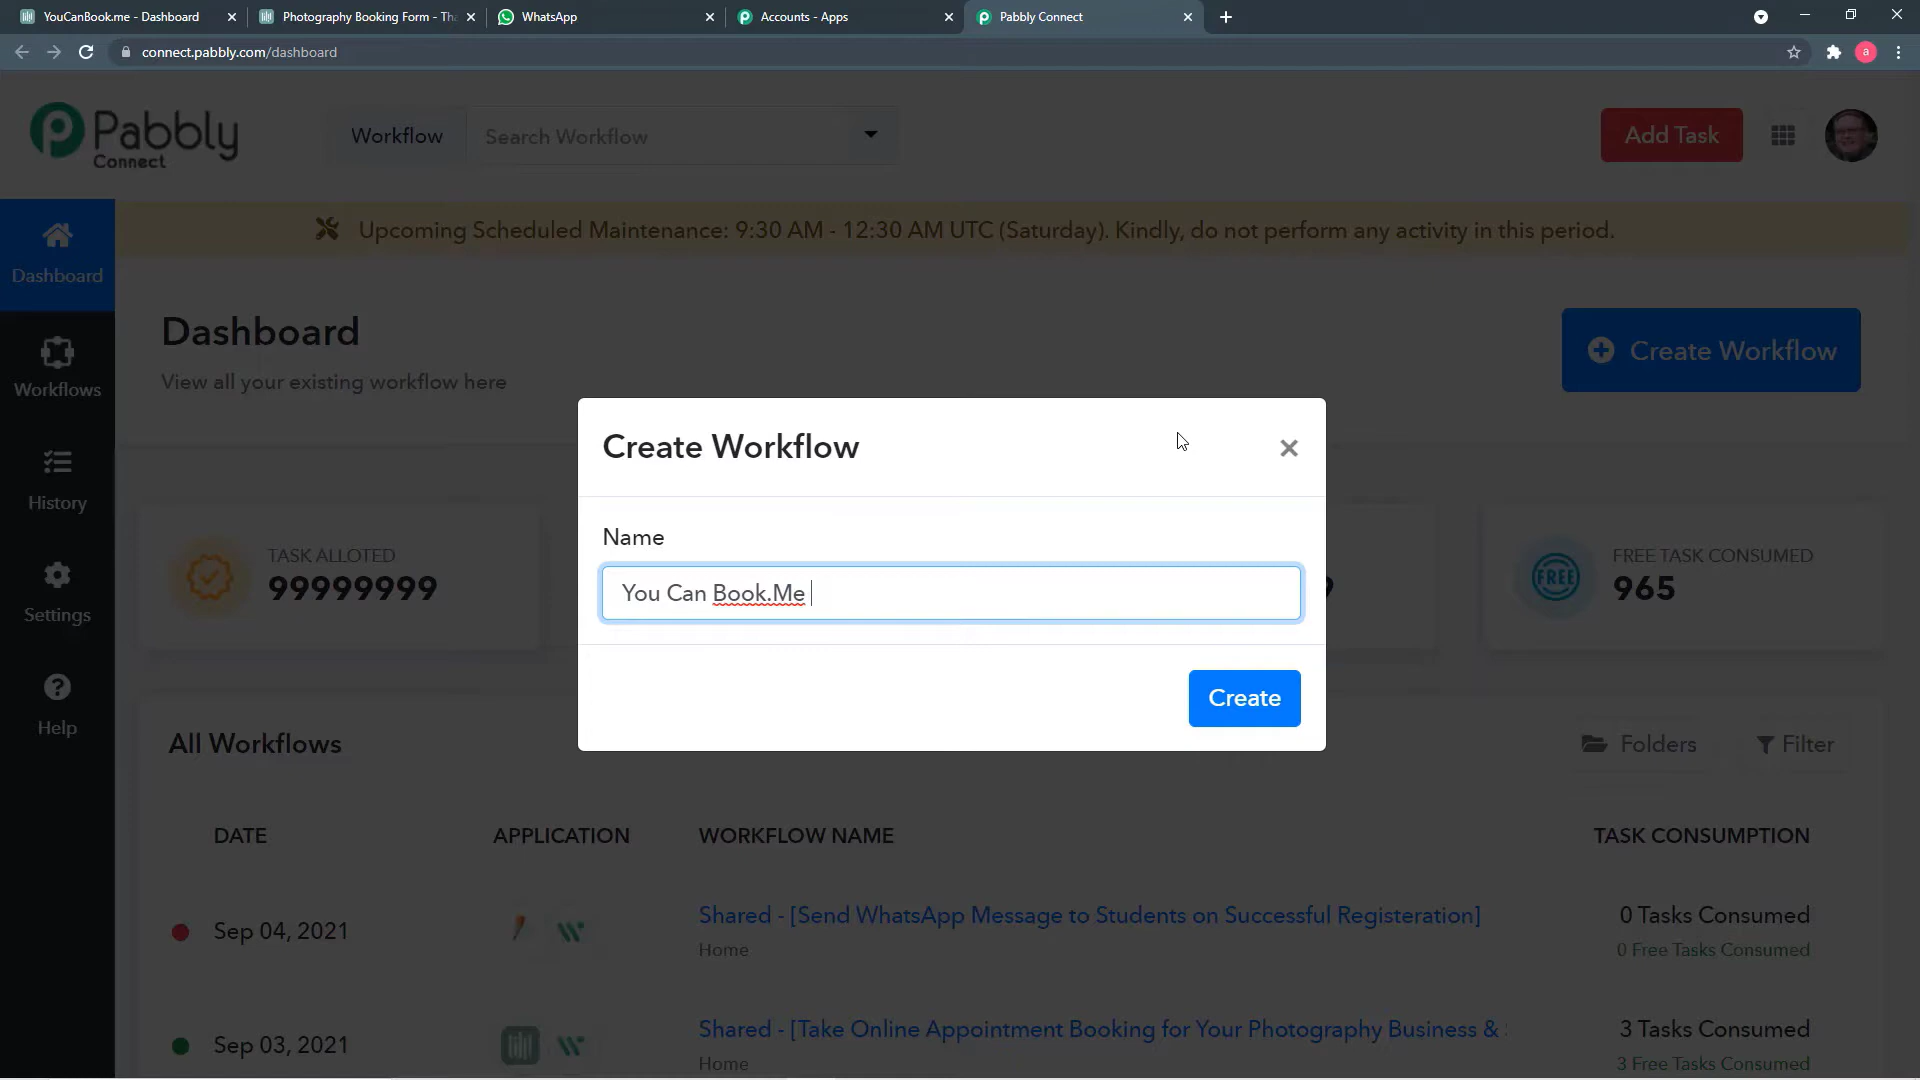 YouCanBook.me - Dashboard
Photography Booking Form - Tha
WhatsApp
Accounts - Apps
Pabbly Connect
connect.pabbly.com/dashboard
a
Pabbly
Connect
Workflow
Search Workflow
Add Task
Upcoming Scheduled Maintenance: 9:30 AM - 12:30 AM UTC (Saturday). Kindly, do not perform any activity in this period.
Dashboard
Workflows
History
Settings
Help
Dashboard
View all your existing workflow here
Create Workflow
Create Workflow
Name
You Can Book.Me
Create
TASK ALLOTED
99999999
FREE
FREE TASK CONSUMED
965
All Workflows
Folders
Filter
DATE
APPLICATION
WORKFLOW NAME
TASK CONSUMPTION
Sep 04, 2021
Shared - [Send WhatsApp Message to Students on Successful Registeration]
Home
0 Tasks Consumed
0 Free Tasks Consumed
Sep 03, 2021
Shared - [Take Online Appointment Booking for Your Photography Business &
Home
3 Tasks Consumed
3 Free Tasks Consumed